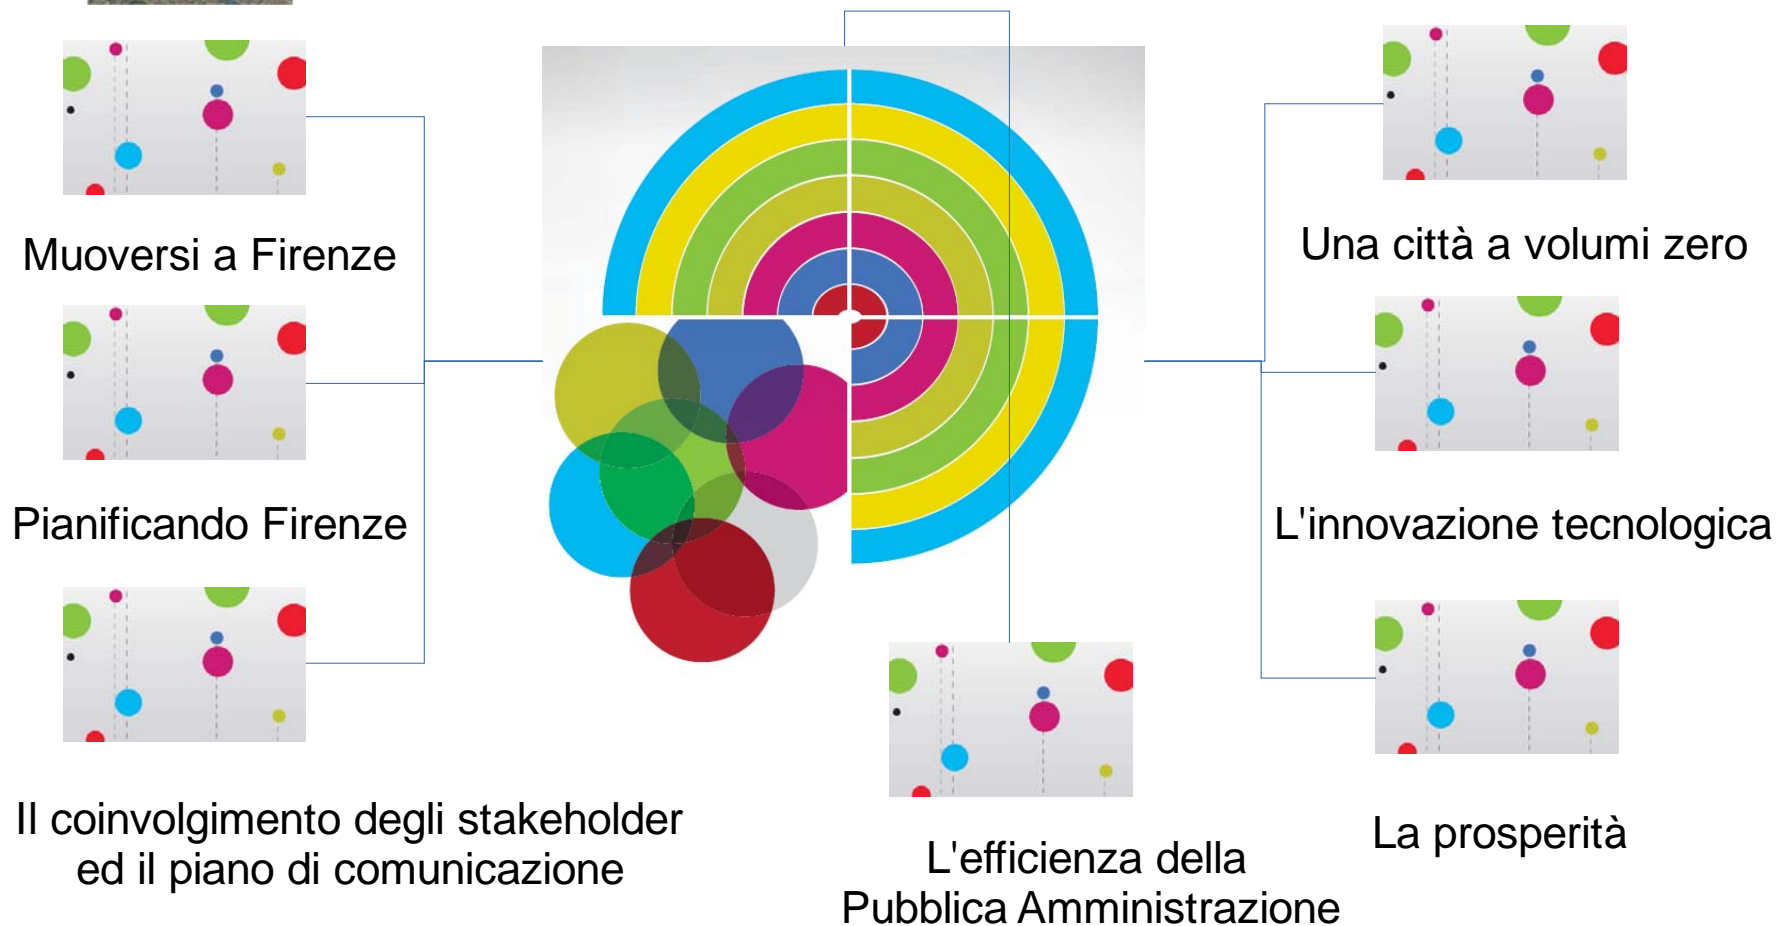 Muoversi a Firenze
Una città a volumi zero
Pianificando Firenze
L'innovazione tecnologica
Il coinvolgimento degli stakeholder
ed il piano di comunicazione
La prosperità
L'efficienza della
Pubblica Amministrazione